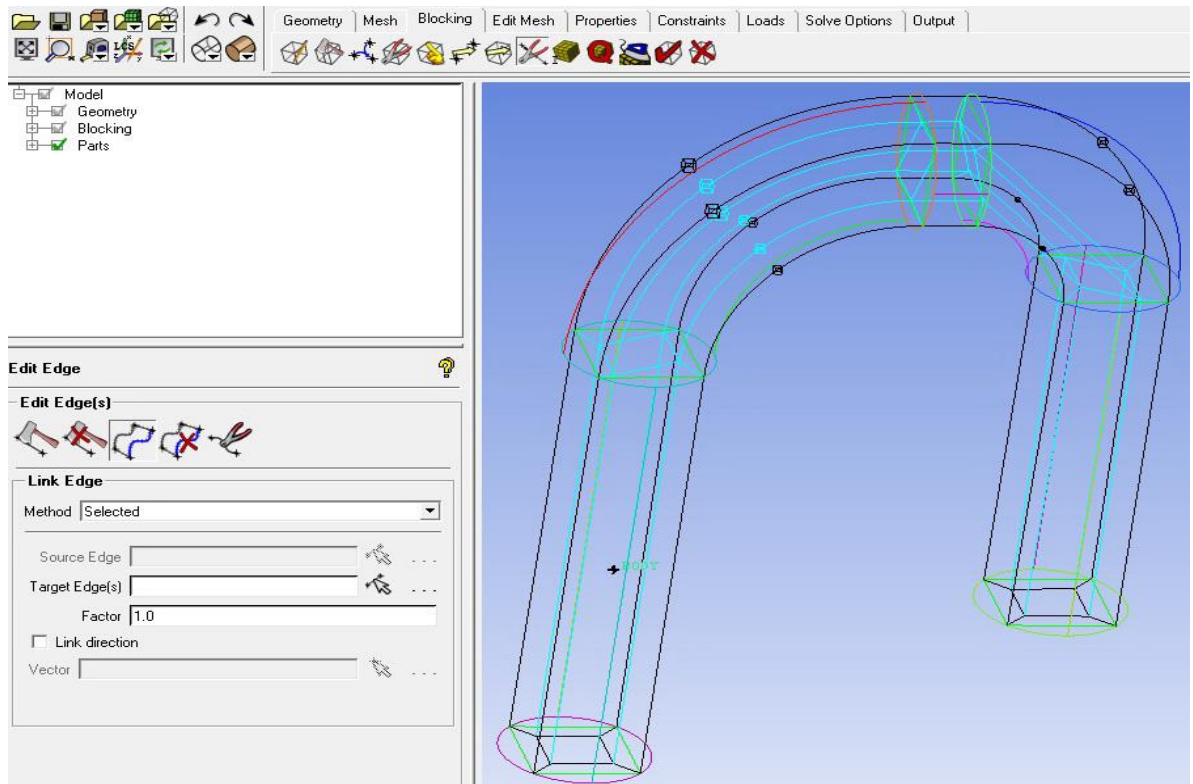 Geometry Mesh Blocking Edit Mesh Properties Constraints Loads Solve Options Output
LCS
Model
Geometry
Blocking
Parts
Edit Edge
Edit Edge(s)
Link Edge
Method Selected
Source Edge ...
Target Edge(s) ...
Factor 1.0
Link direction
Vector ...
BODY